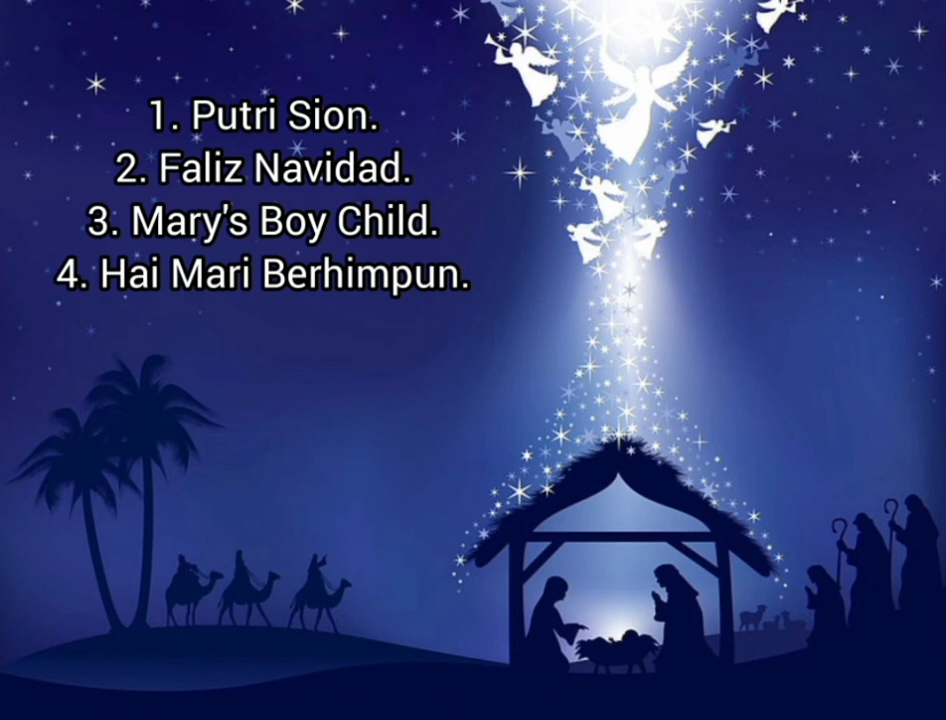 1. Putri Sion.
2. Faliz Navidad.
3. Mary's Boy Child.
4. Hai Mari Berhimpun.